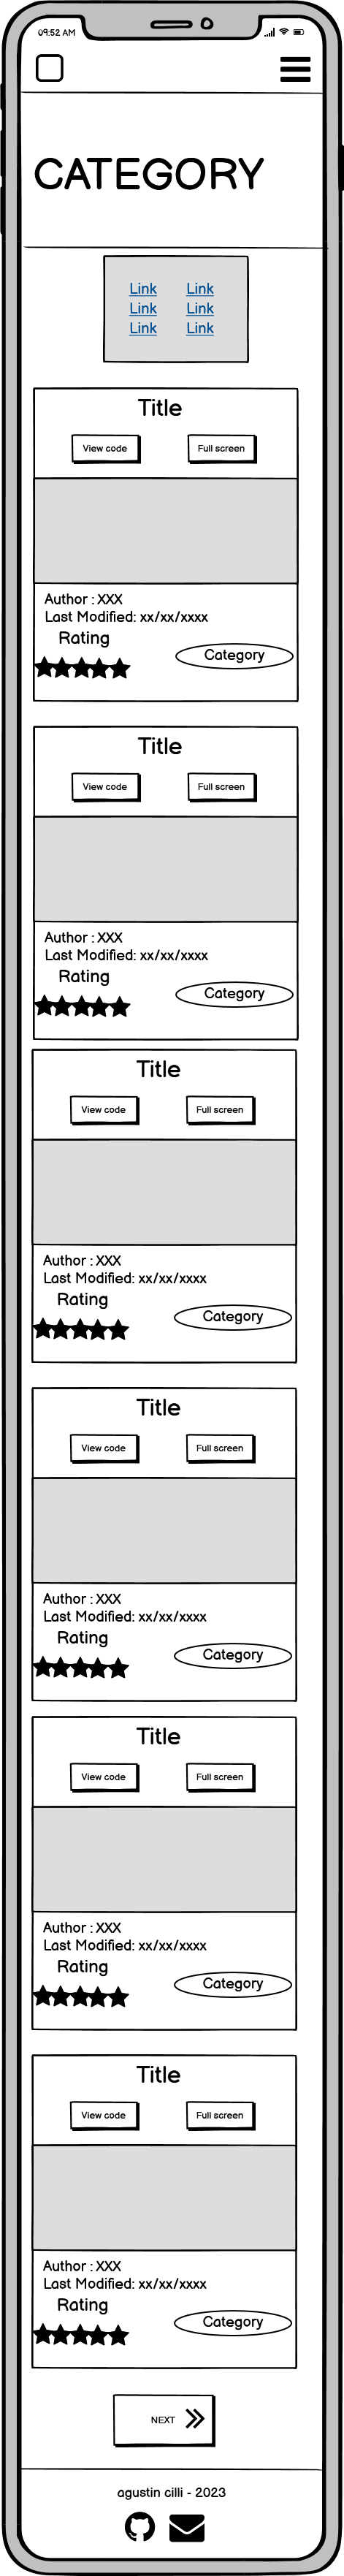 09:52 AM
CATEGORY
Link Link
Link Link
Link Link
Title
View code Full screen
Author : XXX
Last Modified: xx/xx/xxxx
Rating
Category
Title
View code Full screen
Author : XXX
Last Modified: xx/xx/xxxx
Rating
Category
Title
View code Full screen
Author : XXX
Last Modified: xx/xx/xxxx
Rating
Category
Title
View code Full screen
Author : XXX
Last Modified: xx/xx/xxxx
Rating
Category
Title
View code Full screen
Author : XXX
Last Modified: xx/xx/xxxx
Rating
Category
Title
View code Full screen
Author : XXX
Last Modified: xx/xx/xxxx
Rating
Category
NEXT
agustin cilli - 2023